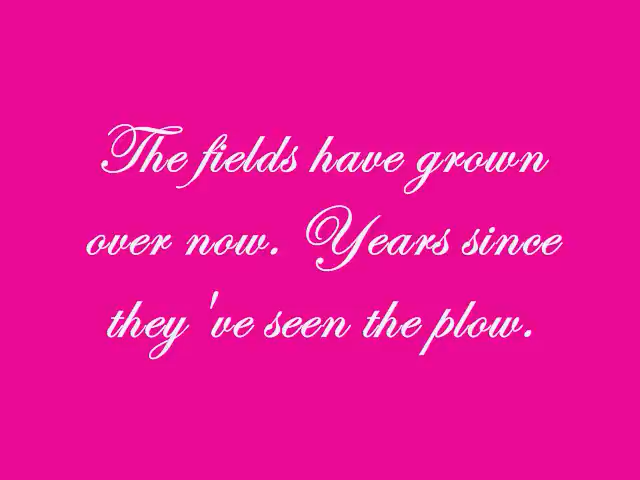 The fields have grown
over now. Years since
they've seen the plow.